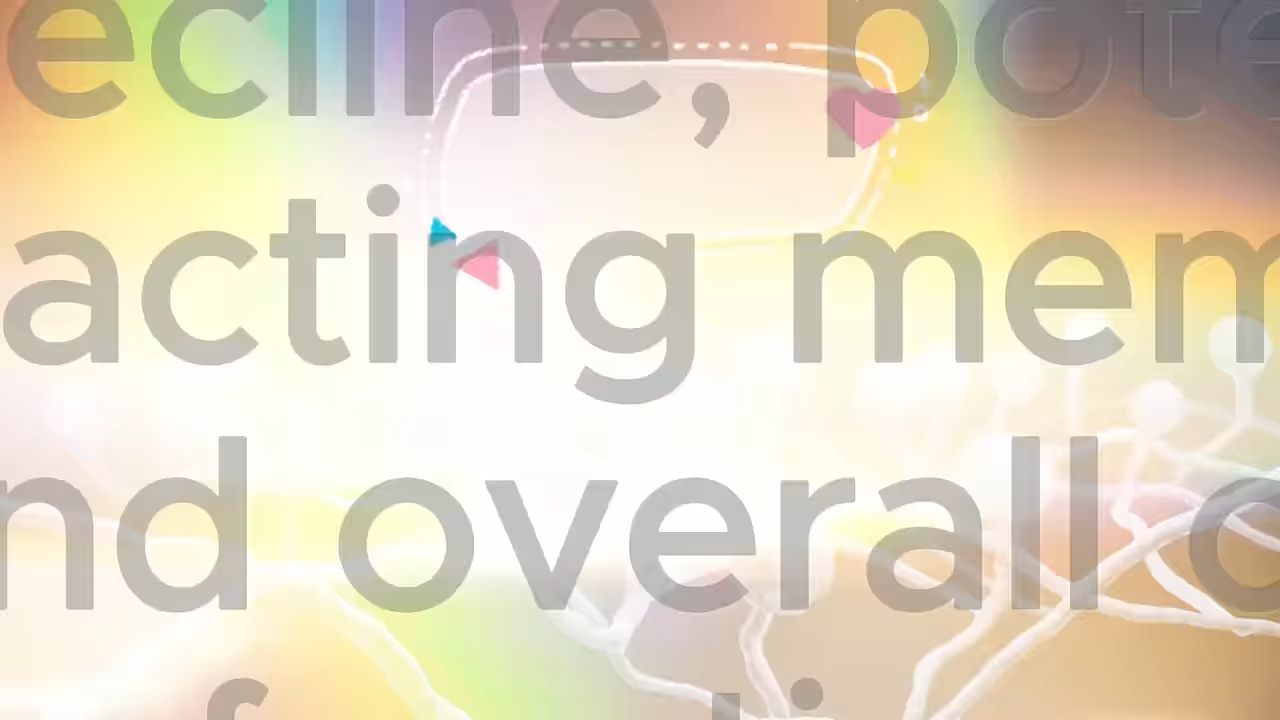 ecline, pote
acting mem
nd overall c